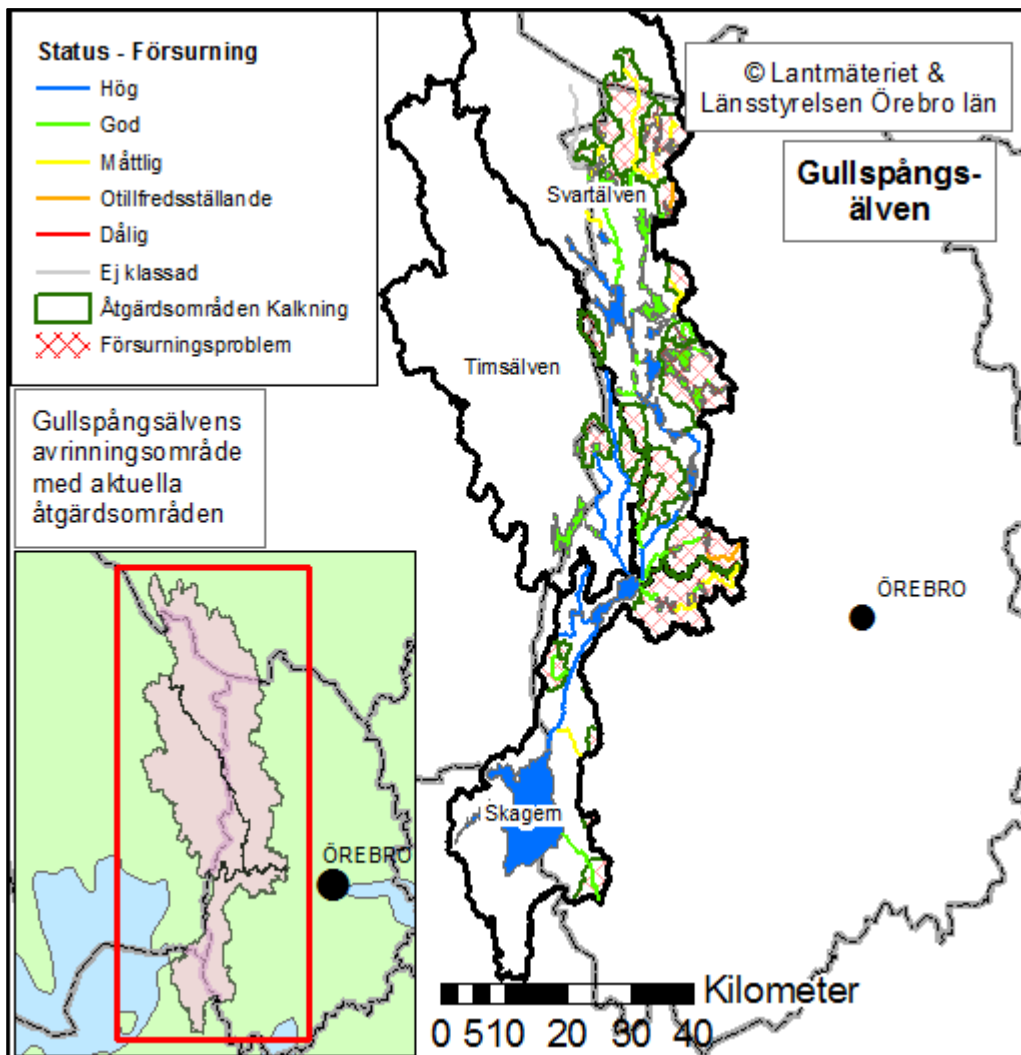 Status - Försurning
Hög
God
Måttlig
Otillfredsställande
Dålig
Ej klassad
Åtgärdsområden Kalkning
Försurningsproblem
© Lantmäteriet &
Länsstyrelsen Örebro län
Gullspångs-
älven
Svartälven
Timsälven
Gullspångsälvens
avrinningsområde
med aktuella
åtgärdsområden
ÖREBRO
Skagern
ÖREBRO
Kilometer
0 5 10 20 30 40